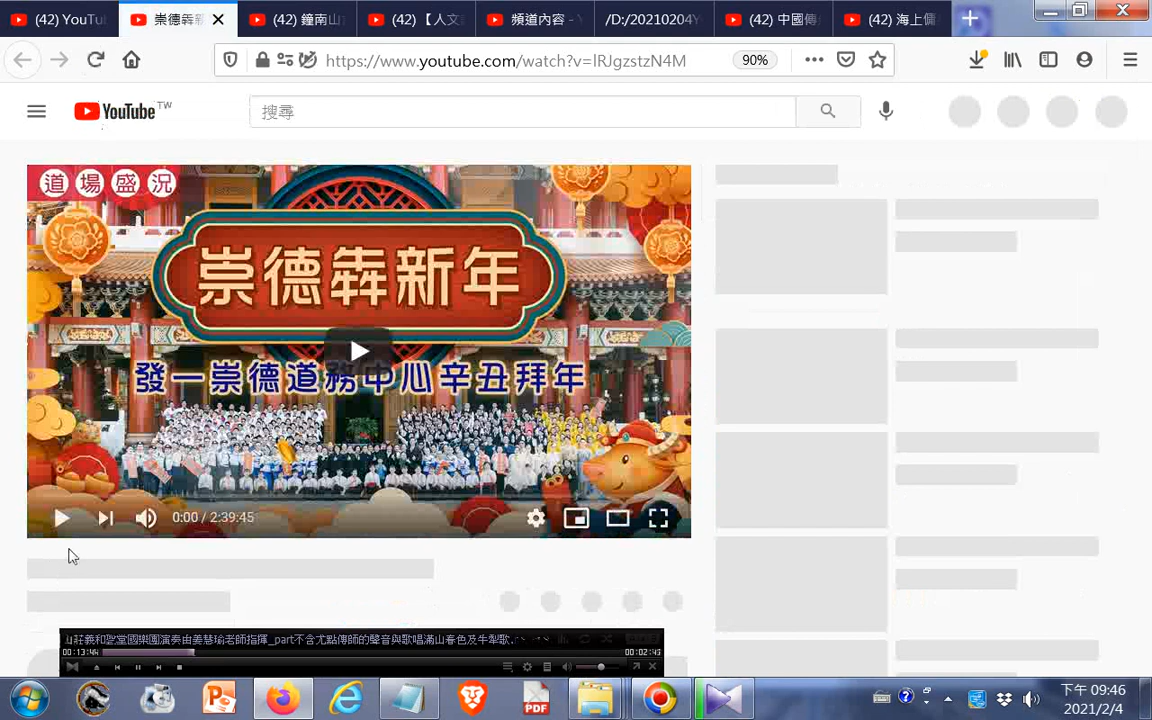 (42) YouTu
崇德犇新
(42) 鐘南山
(42) 【人文
頻道內容 - Y
/D:/20210204Y
(42) 中國傳
(42) 海上傭
https://www.youtube.com/watch?v=lRJgzstzN4M
90%
YouTube TW
搜尋
道場盛況
崇德犇新年
發一崇德道務中心辛丑拜年
0:00 / 2:39:45
莊義和聖堂國樂團演奏由姜慧瑜老師指揮_part不含尤點傳師的聲音與歌唱滿山春色及牛犁歌.
00:13:44
00:02:43
PDF
下午 09:46
2021/2/4